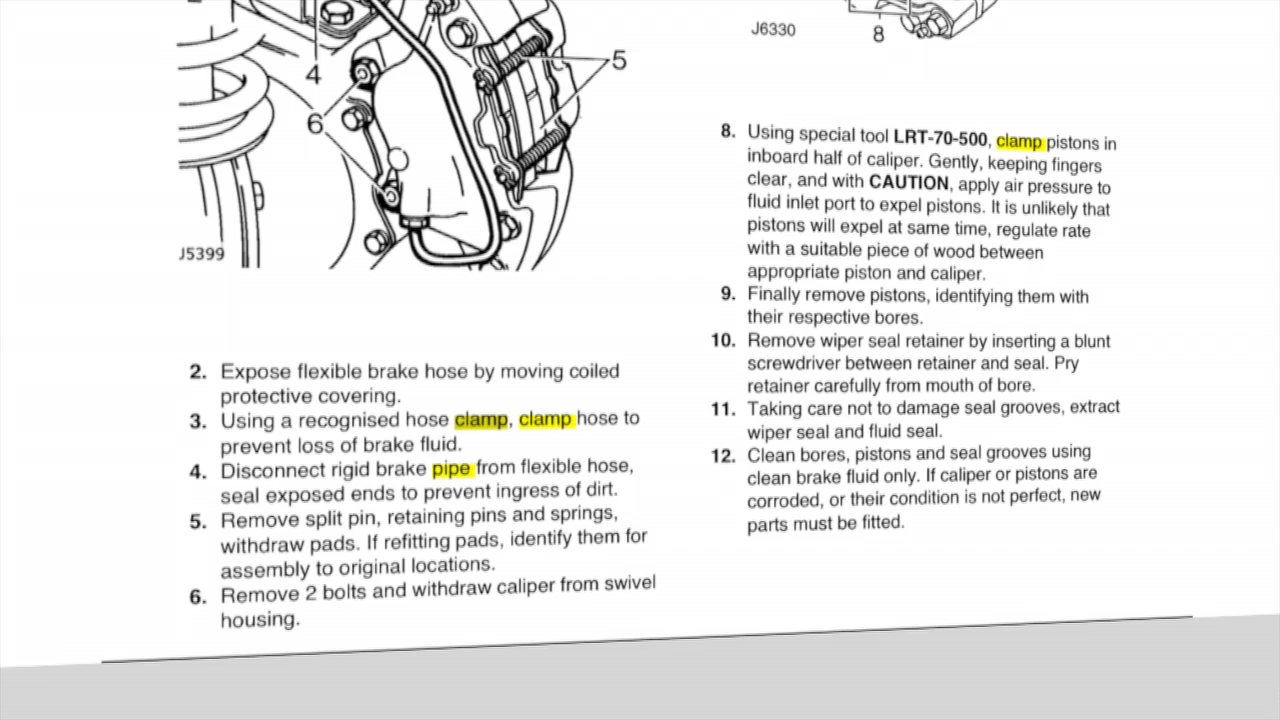 4
5
6
J5399
2. Expose flexible brake hose by moving coiled
protective covering.
3. Using a recognised hose clamp, clamp hose to
prevent loss of brake fluid.
4. Disconnect rigid brake pipe from flexible hose,
seal exposed ends to prevent ingress of dirt.
5. Remove split pin, retaining pins and springs,
withdraw pads. If refitting pads, identify them for
assembly to original locations.
6. Remove 2 bolts and withdraw caliper from swivel
housing.
J6330
8
8. Using special tool LRT-70-500, clamp pistons in
inboard half of caliper. Gently, keeping fingers
clear, and with CAUTION, apply air pressure to
fluid inlet port to expel pistons. It is unlikely that
pistons will expel at same time, regulate rate
with a suitable piece of wood between
appropriate piston and caliper.
9. Finally remove pistons, identifying them with
their respective bores.
10. Remove wiper seal retainer by inserting a blunt
screwdriver between retainer and seal. Pry
retainer carefully from mouth of bore.
11. Taking care not to damage seal grooves, extract
wiper seal and fluid seal.
12. Clean bores, pistons and seal grooves using
clean brake fluid only. If caliper or pistons are
corroded, or their condition is not perfect, new
parts must be fitted.